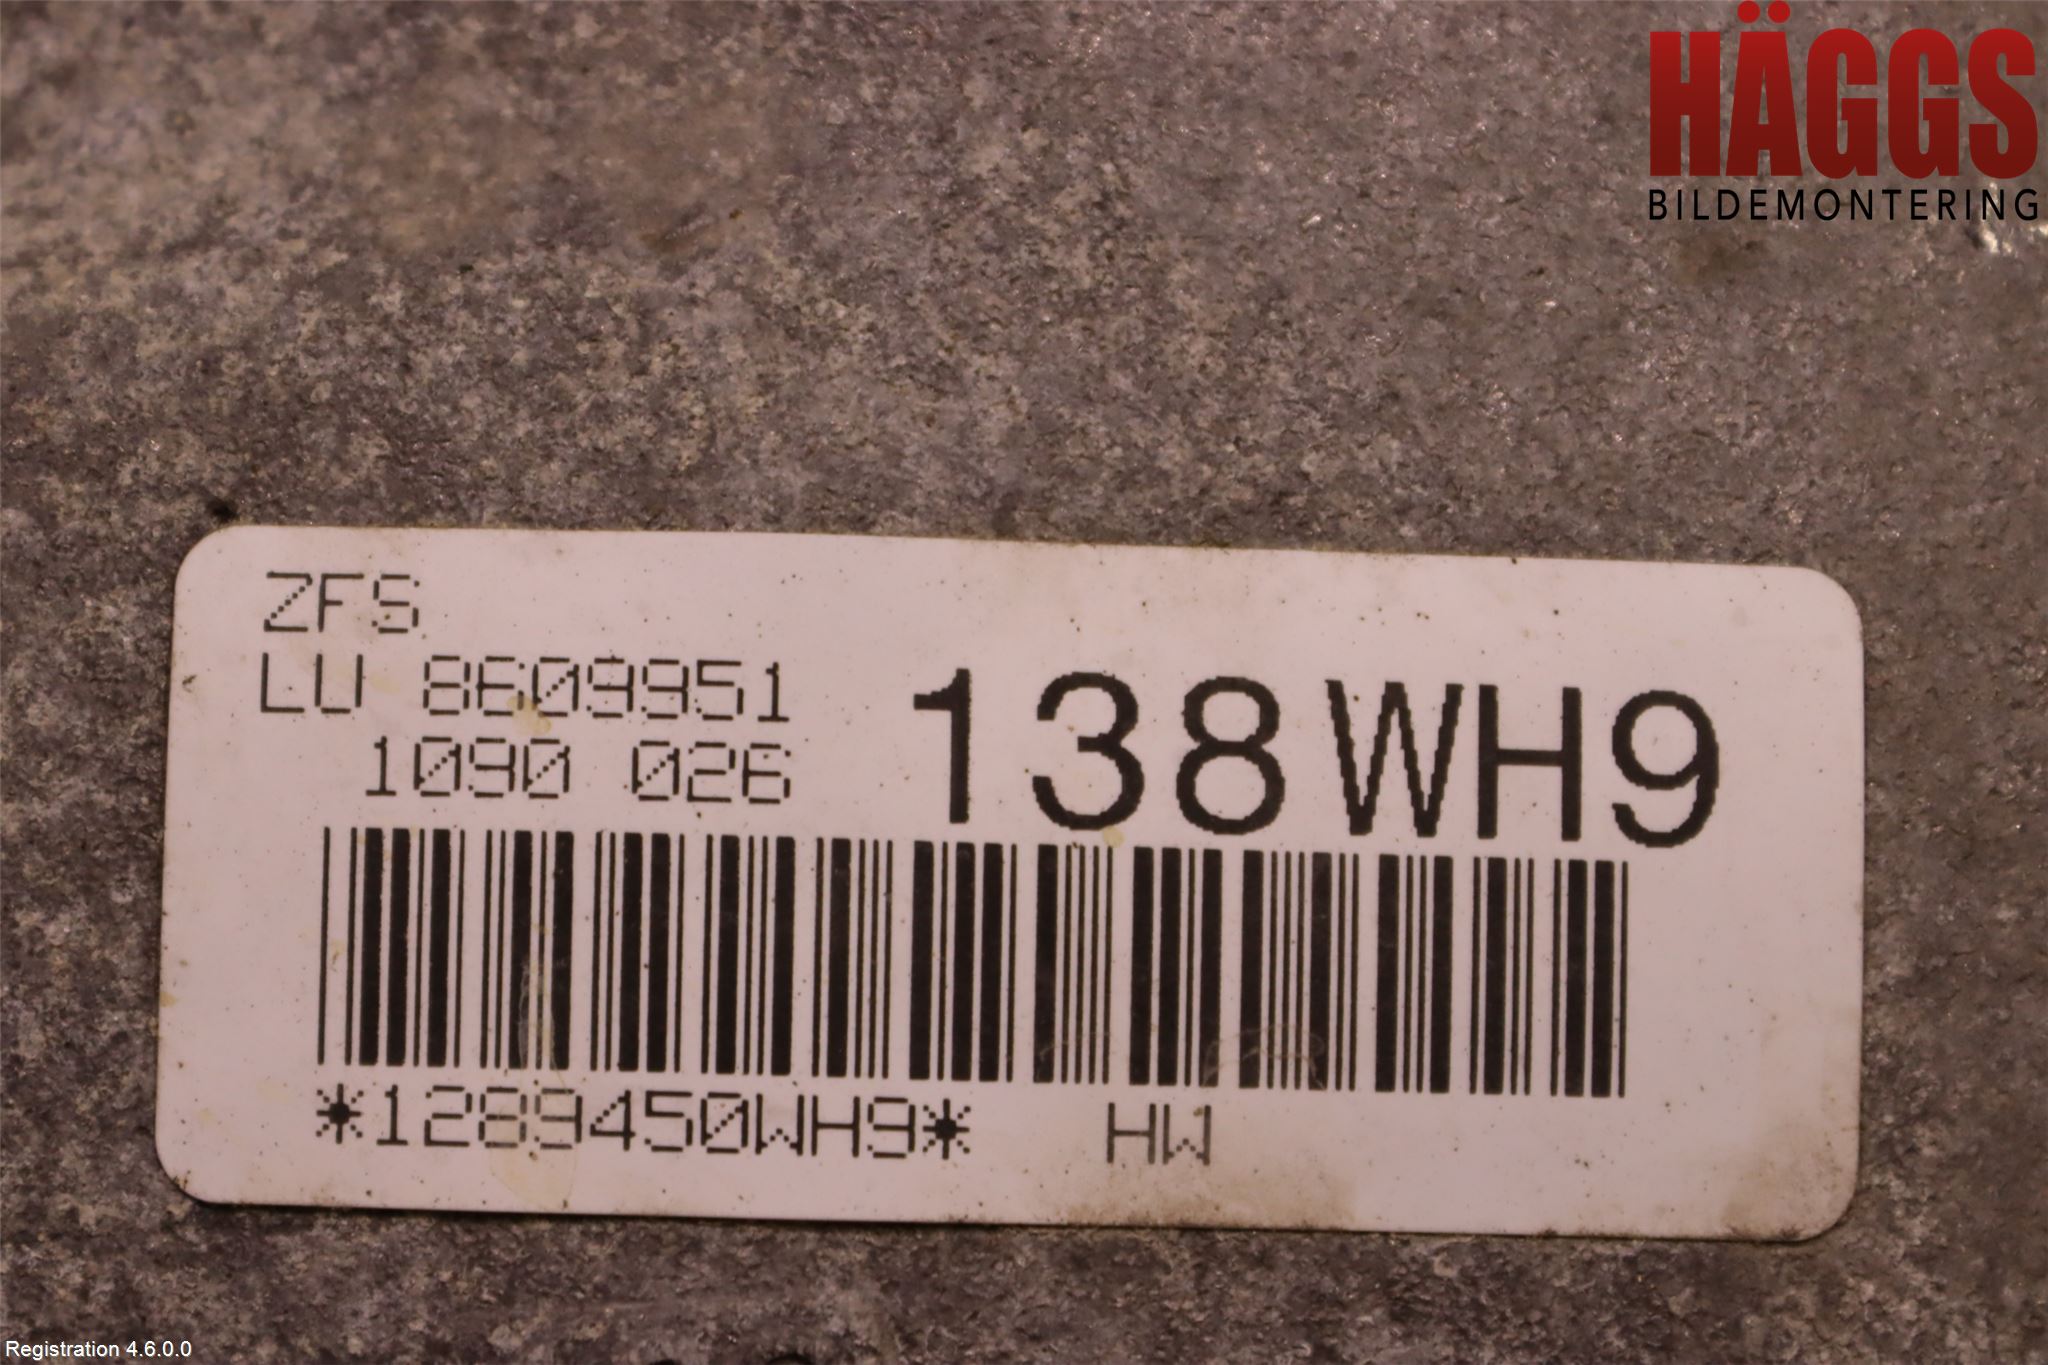 HÄGGS
BILDEMONTERING
ZFS
LU 8609951
1090 026
138WH9
*1289450WH9* HW
Registration 4.6.0.0